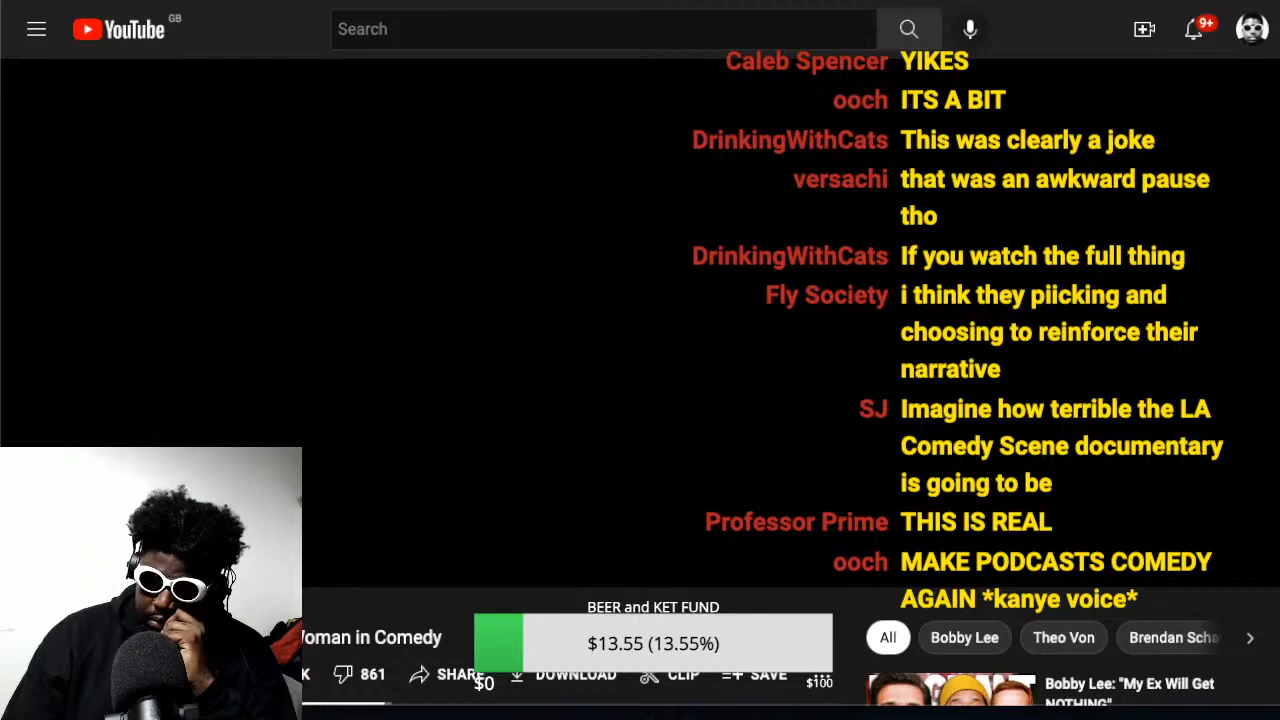 YouTube GB
Search
9+
Caleb Spencer YIKES
ooch ITS A BIT
DrinkingWithCats This was clearly a joke
versachi that was an awkward pause
tho
DrinkingWithCats If you watch the full thing
Fly Society i think they piicking and
choosing to reinforce their
narrative
SJ Imagine how terrible the LA
Comedy Scene documentary
is going to be
Professor Prime THIS IS REAL
ooch MAKE PODCASTS COMEDY
AGAIN *kanye voice*
BEER and KET FUND
$13.55 (13.55%)
$0
$100
Woman in Comedy
K 861 SHARE DOWNLOAD CLIP SAVE
All Bobby Lee Theo Von Brendan Scha
Bobby Lee: "My Ex Will Get
NOTHING"